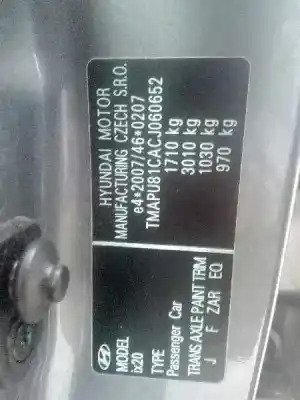 HYUNDAI MOTOR
MANUFACTURING CZECH S.R.O.
e4*2007/46*0207
TMAPU81CACJ060652
1710 kg
3010 kg
1030 kg
970 kg
MODEL
ix20
TYPE
Passenger Car
TRANS AXLE PAINT TRIM
J F ZAR EQ